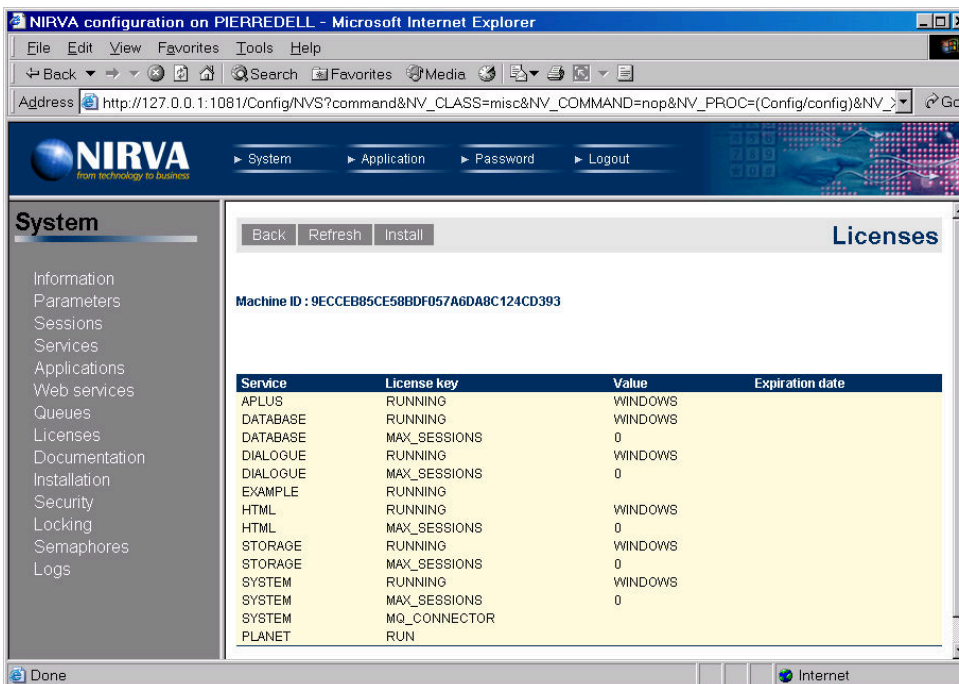 NIRVA configuration on PIERREDELL - Microsoft Internet Explorer
File Edit View Favorites Tools Help
Back Search Favorites Media
Address http://127.0.0.1:1081/Config/NVS?command&NV_CLASS=misc&NV_COMMAND=nop&NV_PROC=(Config/config)&NV_ Go
NIRVA
from technology to business
System Application Password Logout
System
Back Refresh Install
Licenses
Information
Parameters
Sessions
Services
Applications
Web services
Queues
Licenses
Documentation
Installation
Security
Locking
Semaphores
Logs
Machine ID : 9ECCEB85CE58BDF057A6DA8C124CD393
Service License key Value Expiration date
APLUS RUNNING WINDOWS
DATABASE RUNNING WINDOWS
DATABASE MAX_SESSIONS 0
DIALOGUE RUNNING WINDOWS
DIALOGUE MAX_SESSIONS 0
EXAMPLE RUNNING
HTML RUNNING WINDOWS
HTML MAX_SESSIONS 0
STORAGE RUNNING WINDOWS
STORAGE MAX_SESSIONS 0
SYSTEM RUNNING WINDOWS
SYSTEM MAX_SESSIONS 0
SYSTEM MQ_CONNECTOR
PLANET RUN
Done Internet